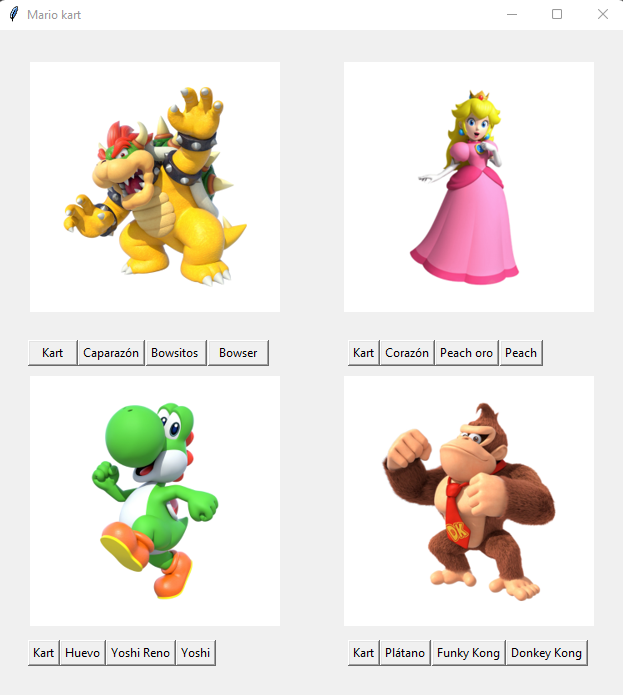 Mario kart
Kart Caparazón Bowsitos Bowser
Kart Corazón Peach oro Peach
DK
Kart Huevo Yoshi Reno Yoshi
Kart Plátano Funky Kong Donkey Kong